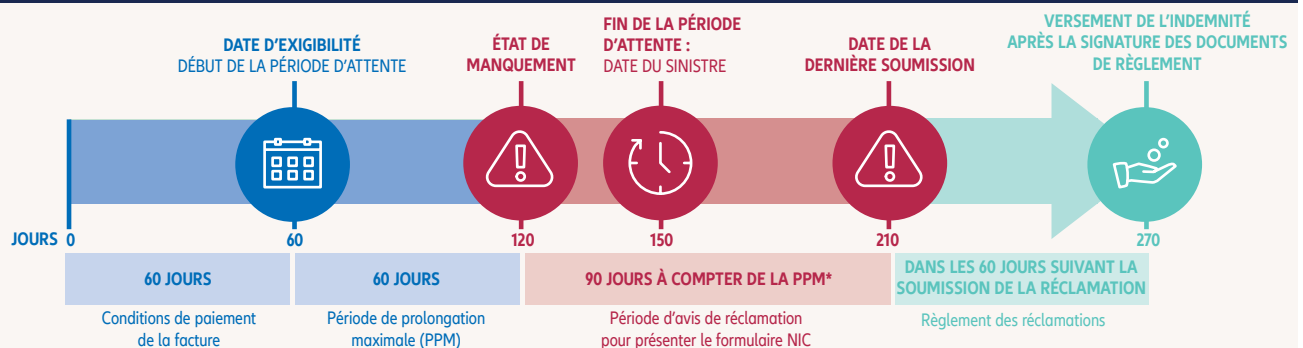 DATE D'EXIGIBILITÉ
DÉBUT DE LA PÉRIODE D'ATTENTE
ÉTAT DE
MANQUEMENT
FIN DE LA PÉRIODE
D'ATTENTE :
DATE DU SINISTRE
DATE DE LA
DERNIÈRE SOUMISSION
VERSEMENT DE L'INDEMNITÉ
APRÈS LA SIGNATURE DES DOCUMENTS
DE RÈGLEMENT
JOURS 0
60
120
150
210
270
60 JOURS
60 JOURS
90 JOURS À COMPTER DE LA PPM*
DANS LES 60 JOURS SUIVANT LA
SOUMISSION DE LA RÉCLAMATION
Conditions de paiement
de la facture
Période de prolongation
maximale (PPM)
Période d'avis de réclamation
pour présenter le formulaire NIC
Règlement des réclamations